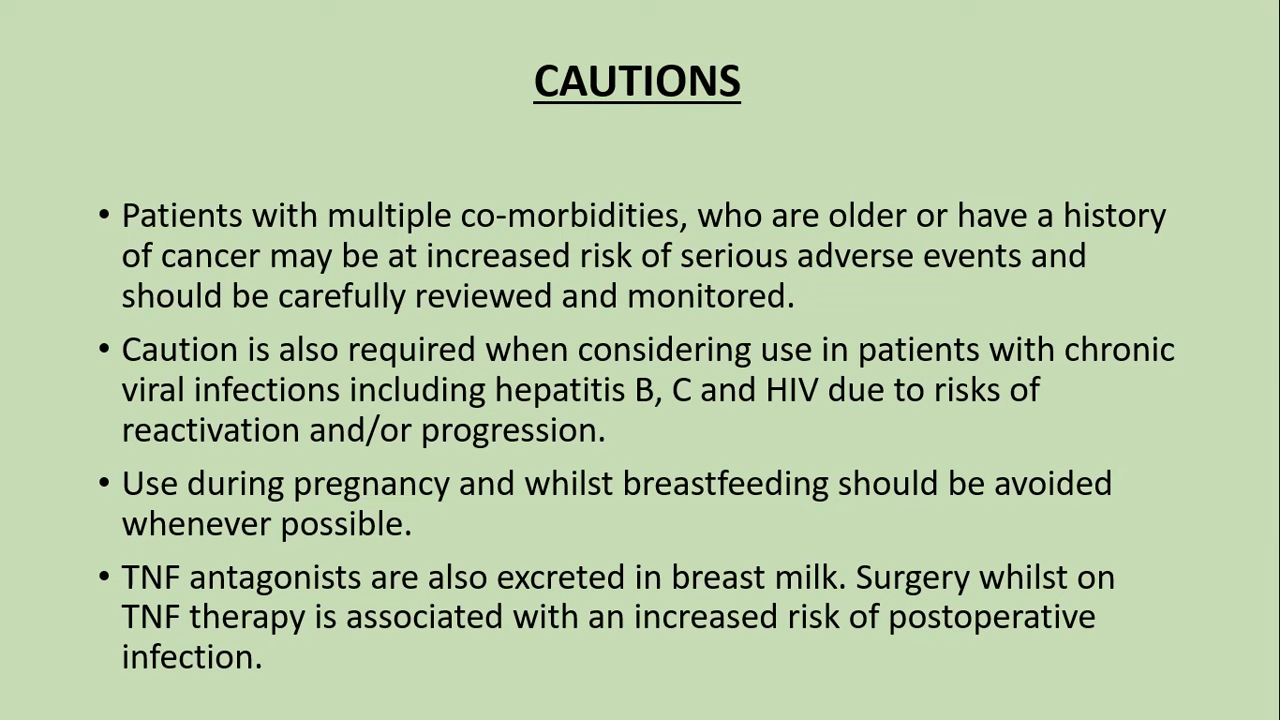 CAUTIONS
• Patients with multiple co-morbidities, who are older or have a history
of cancer may be at increased risk of serious adverse events and
should be carefully reviewed and monitored.
• Caution is also required when considering use in patients with chronic
viral infections including hepatitis B, C and HIV due to risks of
reactivation and/or progression.
• Use during pregnancy and whilst breastfeeding should be avoided
whenever possible.
• TNF antagonists are also excreted in breast milk. Surgery whilst on
TNF therapy is associated with an increased risk of postoperative
infection.